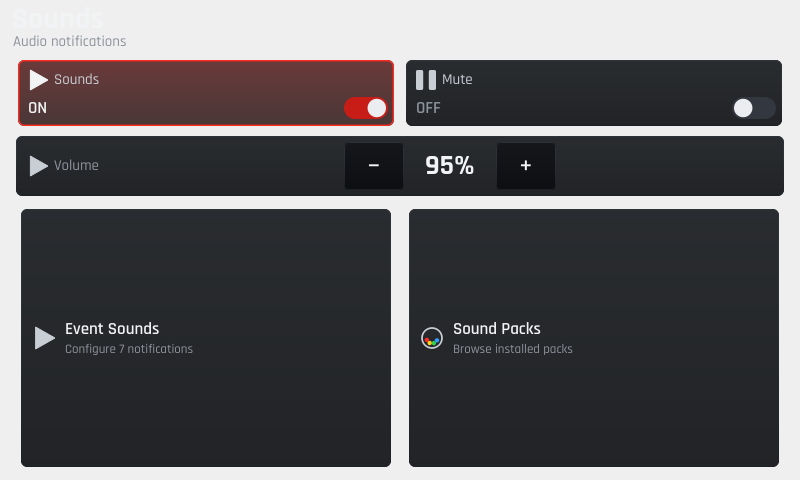 Sounds
Audio notifications
Sounds
ON
Mute
OFF
Volume
−
95%
+
Event Sounds
Configure 7 notifications
Sound Packs
Browse installed packs